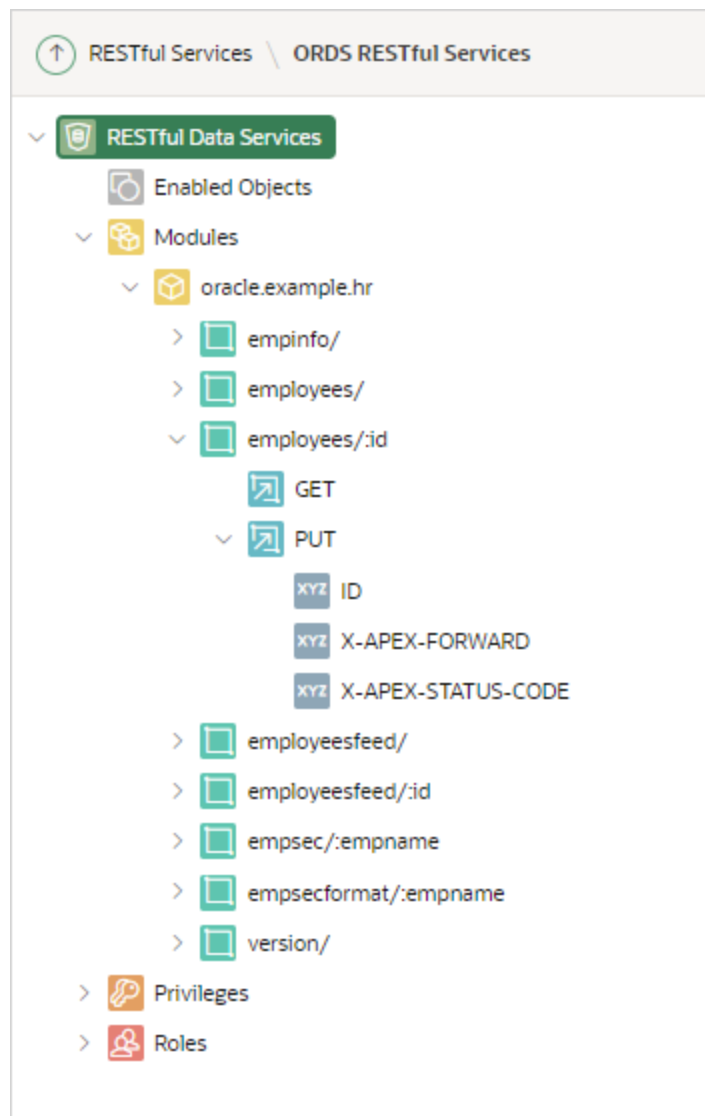 RESTful Services \ ORDS RESTful Services
RESTful Data Services
Enabled Objects
Modules
oracle.example.hr
empinfo/
employees/
employees/:id
GET
PUT
XYZ ID
XYZ X-APEX-FORWARD
XYZ X-APEX-STATUS-CODE
employeesfeed/
employeesfeed/:id
empsec/:empname
empsecformat/:empname
version/
Privileges
Roles